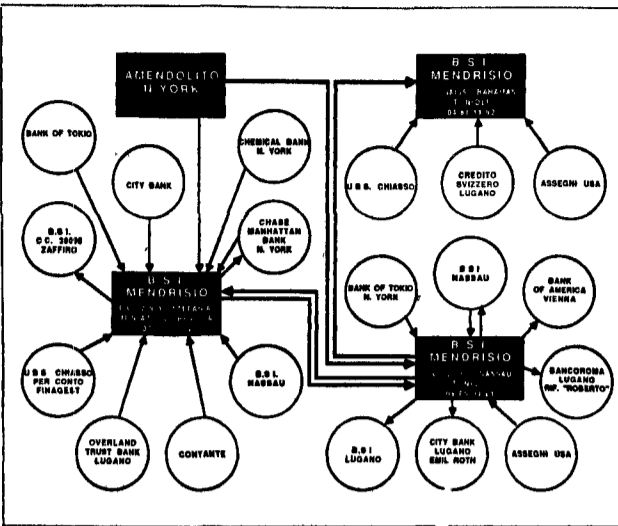 AMENDOLITO
N. YORK
B S I
MENDRISIO
BANK OF TOKIO
CITY BANK
CHEMICAL BANK
N. YORK
U B S. CHIASSO
CREDITO
SVIZZERO
LUGANO
ASSEGNI USA
B.S.I.
ZAFFIRO
CHASE
MANHATTAN
BANK
N. YORK
B S I
MENDRISIO
BANK OF TOKIO
N. YORK
B S I
NASSAU
BANK
OF AMERICA
VIENNA
B S I
MENDRISIO
NASSAU
U B S CHIASSO
PER CONTO
FINAGEST
B.S.I.
NASSAU
BANCOROMA
LUGANO
RIF. "ROBERTO"
OVERLAND
TRUST BANK
LUGANO
CONTANTE
B.S I
LUGANO
CITY BANK
LUGANO
EMIL ROTH
ASSEGNI USA